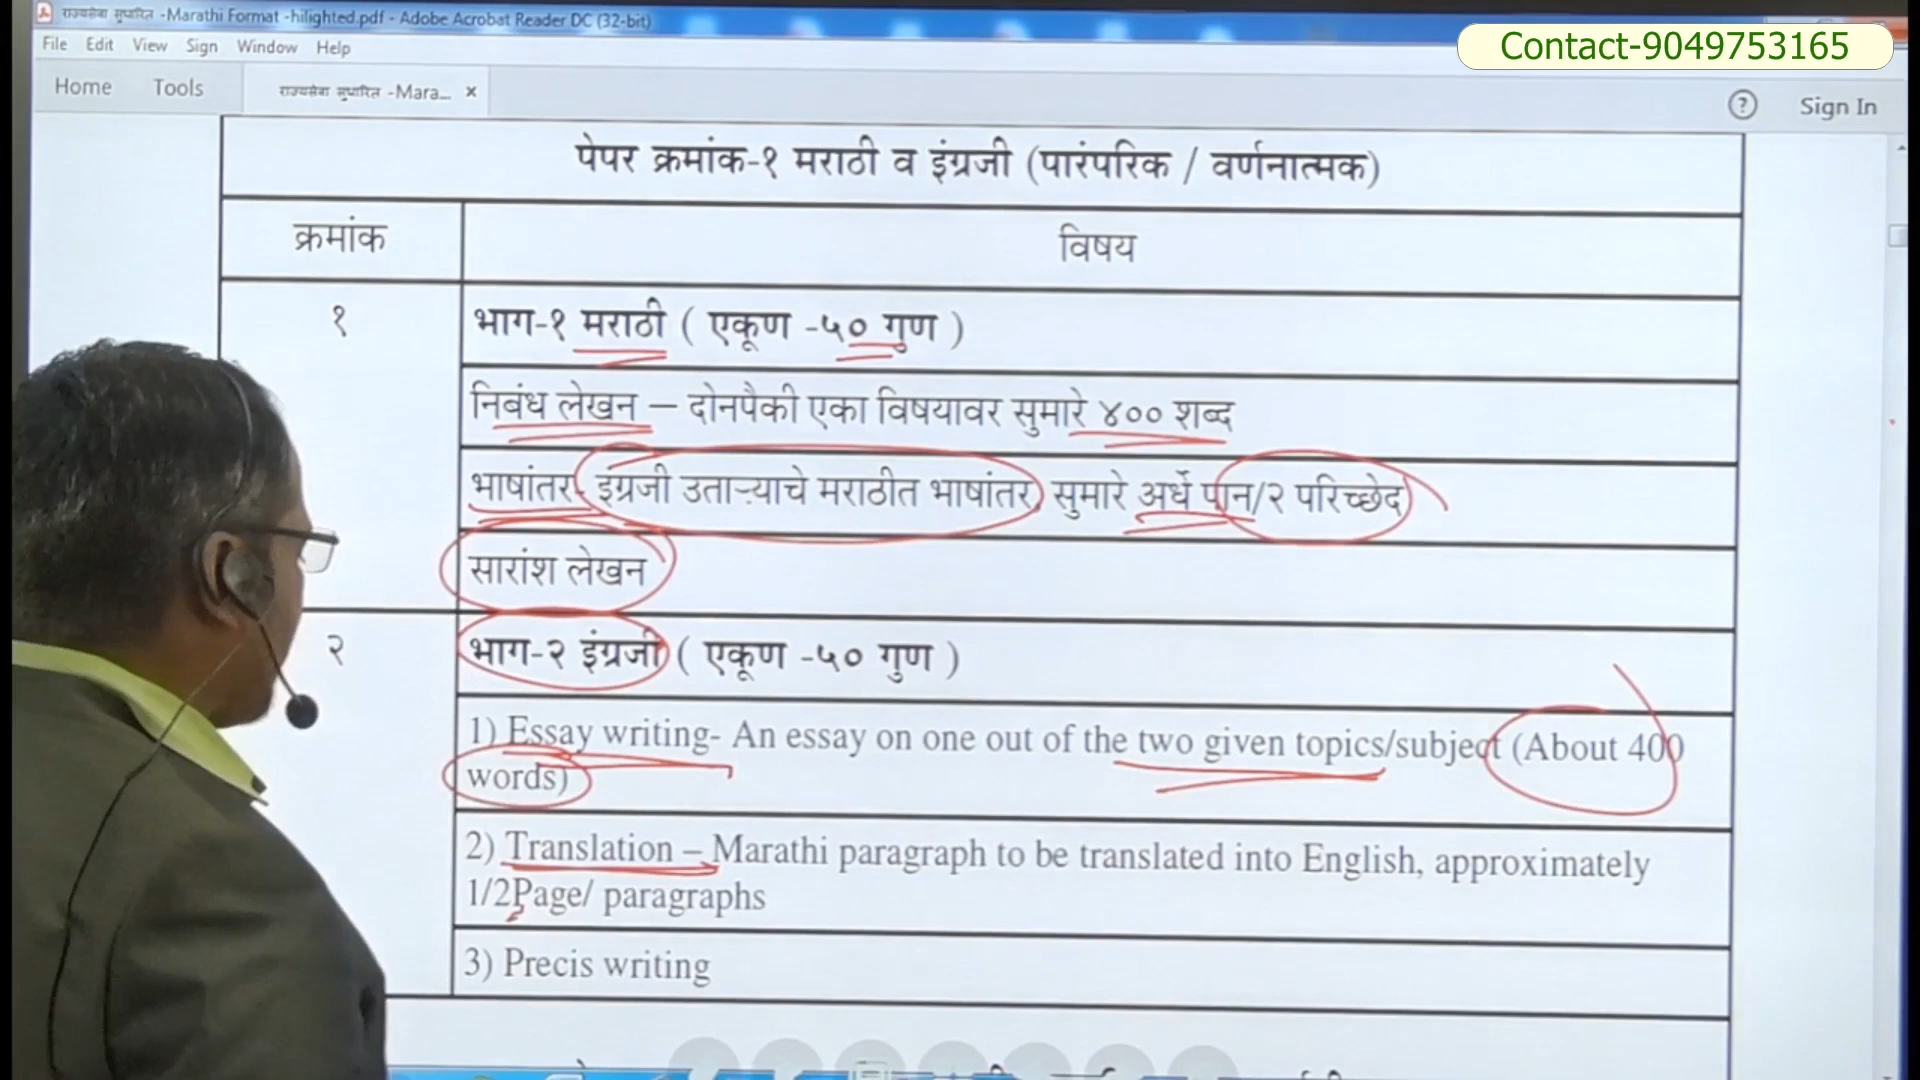 राज्यसेवा सुधारित -Marathi Format -hilighted.pdf - Adobe Acrobat Reader DC (32-bit)
File Edit View Sign Window Help
Contact-9049753165
Home Tools राज्यसेवा सुधारित -Mara... × ? Sign In
पेपर क्रमांक-१ मराठी व इंग्रजी (पारंपरिक / वर्णनात्मक)
क्रमांक विषय
१ भाग-१ मराठी ( एकूण -५० गुण )
निबंध लेखन – दोनपैकी एका विषयावर सुमारे ४०० शब्द
भाषांतर- इंग्रजी उताऱ्याचे मराठीत भाषांतर, सुमारे अर्धे पान/२ परिच्छेद
सारांश लेखन
२ भाग-२ इंग्रजी ( एकूण -५० गुण )
1) Essay writing- An essay on one out of the two given topics/subject (About 400
words)
2) Translation – Marathi paragraph to be translated into English, approximately
1/2Page/ paragraphs
3) Precis writing